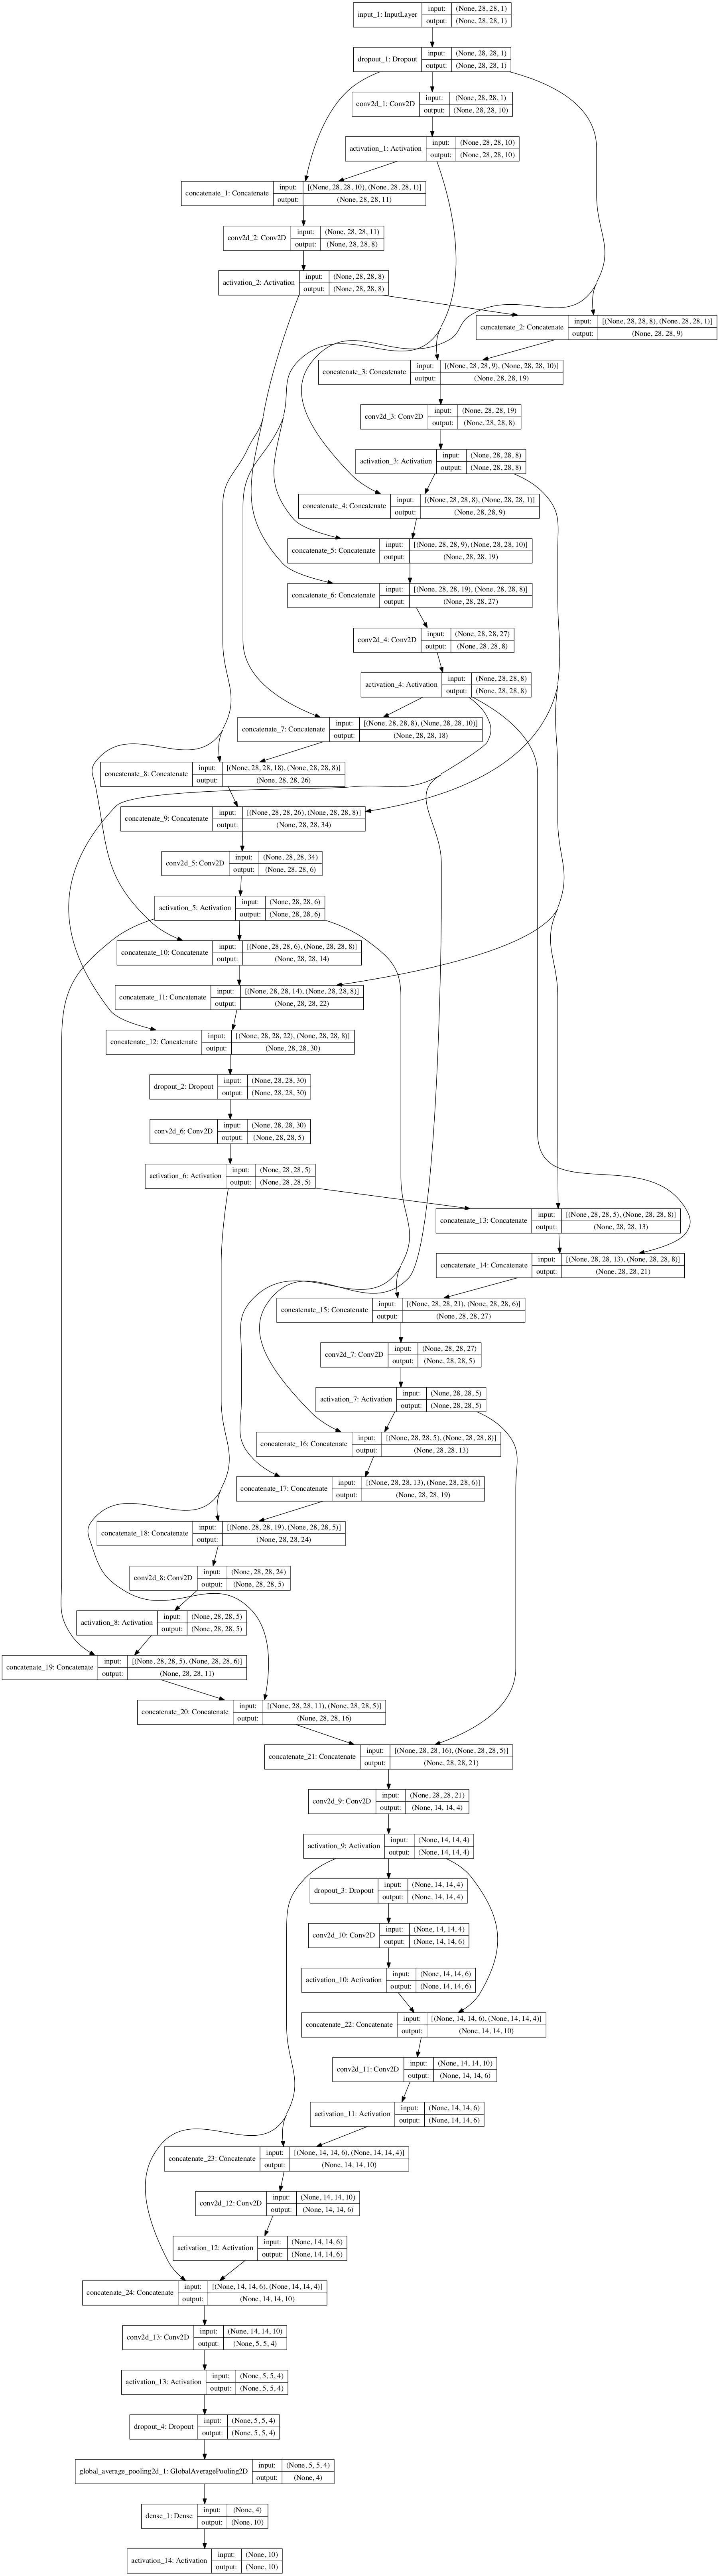 input_1: InputLayer input: (None, 28, 28, 1)
output: (None, 28, 28, 1)
dropout_1: Dropout input: (None, 28, 28, 1)
output: (None, 28, 28, 1)
conv2d_1: Conv2D input: (None, 28, 28, 1)
output: (None, 28, 28, 10)
activation_1: Activation input: (None, 28, 28, 10)
output: (None, 28, 28, 10)
concatenate_1: Concatenate input: [(None, 28, 28, 10), (None, 28, 28, 1)]
output: (None, 28, 28, 11)
conv2d_2: Conv2D input: (None, 28, 28, 11)
output: (None, 28, 28, 8)
activation_2: Activation input: (None, 28, 28, 8)
output: (None, 28, 28, 8)
concatenate_2: Concatenate input: [(None, 28, 28, 8), (None, 28, 28, 1)]
output: (None, 28, 28, 9)
concatenate_3: Concatenate input: [(None, 28, 28, 9), (None, 28, 28, 10)]
output: (None, 28, 28, 19)
conv2d_3: Conv2D input: (None, 28, 28, 19)
output: (None, 28, 28, 8)
activation_3: Activation input: (None, 28, 28, 8)
output: (None, 28, 28, 8)
concatenate_4: Concatenate input: [(None, 28, 28, 8), (None, 28, 28, 1)]
output: (None, 28, 28, 9)
concatenate_5: Concatenate input: [(None, 28, 28, 9), (None, 28, 28, 10)]
output: (None, 28, 28, 19)
concatenate_6: Concatenate input: [(None, 28, 28, 19), (None, 28, 28, 8)]
output: (None, 28, 28, 27)
conv2d_4: Conv2D input: (None, 28, 28, 27)
output: (None, 28, 28, 8)
activation_4: Activation input: (None, 28, 28, 8)
output: (None, 28, 28, 8)
concatenate_7: Concatenate input: [(None, 28, 28, 8), (None, 28, 28, 10)]
output: (None, 28, 28, 18)
concatenate_8: Concatenate input: [(None, 28, 28, 18), (None, 28, 28, 8)]
output: (None, 28, 28, 26)
concatenate_9: Concatenate input: [(None, 28, 28, 26), (None, 28, 28, 8)]
output: (None, 28, 28, 34)
conv2d_5: Conv2D input: (None, 28, 28, 34)
output: (None, 28, 28, 6)
activation_5: Activation input: (None, 28, 28, 6)
output: (None, 28, 28, 6)
concatenate_10: Concatenate input: [(None, 28, 28, 6), (None, 28, 28, 8)]
output: (None, 28, 28, 14)
concatenate_11: Concatenate input: [(None, 28, 28, 14), (None, 28, 28, 8)]
output: (None, 28, 28, 22)
concatenate_12: Concatenate input: [(None, 28, 28, 22), (None, 28, 28, 8)]
output: (None, 28, 28, 30)
dropout_2: Dropout input: (None, 28, 28, 30)
output: (None, 28, 28, 30)
conv2d_6: Conv2D input: (None, 28, 28, 30)
output: (None, 28, 28, 5)
activation_6: Activation input: (None, 28, 28, 5)
output: (None, 28, 28, 5)
concatenate_13: Concatenate input: [(None, 28, 28, 5), (None, 28, 28, 8)]
output: (None, 28, 28, 13)
concatenate_14: Concatenate input: [(None, 28, 28, 13), (None, 28, 28, 8)]
output: (None, 28, 28, 21)
concatenate_15: Concatenate input: [(None, 28, 28, 21), (None, 28, 28, 6)]
output: (None, 28, 28, 27)
conv2d_7: Conv2D input: (None, 28, 28, 27)
output: (None, 28, 28, 5)
activation_7: Activation input: (None, 28, 28, 5)
output: (None, 28, 28, 5)
concatenate_16: Concatenate input: [(None, 28, 28, 5), (None, 28, 28, 8)]
output: (None, 28, 28, 13)
concatenate_17: Concatenate input: [(None, 28, 28, 13), (None, 28, 28, 6)]
output: (None, 28, 28, 19)
concatenate_18: Concatenate input: [(None, 28, 28, 19), (None, 28, 28, 5)]
output: (None, 28, 28, 24)
conv2d_8: Conv2D input: (None, 28, 28, 24)
output: (None, 28, 28, 5)
activation_8: Activation input: (None, 28, 28, 5)
output: (None, 28, 28, 5)
concatenate_19: Concatenate input: [(None, 28, 28, 5), (None, 28, 28, 6)]
output: (None, 28, 28, 11)
concatenate_20: Concatenate input: [(None, 28, 28, 11), (None, 28, 28, 5)]
output: (None, 28, 28, 16)
concatenate_21: Concatenate input: [(None, 28, 28, 16), (None, 28, 28, 5)]
output: (None, 28, 28, 21)
conv2d_9: Conv2D input: (None, 28, 28, 21)
output: (None, 14, 14, 4)
activation_9: Activation input: (None, 14, 14, 4)
output: (None, 14, 14, 4)
dropout_3: Dropout input: (None, 14, 14, 4)
output: (None, 14, 14, 4)
conv2d_10: Conv2D input: (None, 14, 14, 4)
output: (None, 14, 14, 6)
activation_10: Activation input: (None, 14, 14, 6)
output: (None, 14, 14, 6)
concatenate_22: Concatenate input: [(None, 14, 14, 6), (None, 14, 14, 4)]
output: (None, 14, 14, 10)
conv2d_11: Conv2D input: (None, 14, 14, 10)
output: (None, 14, 14, 6)
activation_11: Activation input: (None, 14, 14, 6)
output: (None, 14, 14, 6)
concatenate_23: Concatenate input: [(None, 14, 14, 6), (None, 14, 14, 4)]
output: (None, 14, 14, 10)
conv2d_12: Conv2D input: (None, 14, 14, 10)
output: (None, 14, 14, 6)
activation_12: Activation input: (None, 14, 14, 6)
output: (None, 14, 14, 6)
concatenate_24: Concatenate input: [(None, 14, 14, 6), (None, 14, 14, 4)]
output: (None, 14, 14, 10)
conv2d_13: Conv2D input: (None, 14, 14, 10)
output: (None, 5, 5, 4)
activation_13: Activation input: (None, 5, 5, 4)
output: (None, 5, 5, 4)
dropout_4: Dropout input: (None, 5, 5, 4)
output: (None, 5, 5, 4)
global_average_pooling2d_1: GlobalAveragePooling2D input: (None, 5, 5, 4)
output: (None, 4)
dense_1: Dense input: (None, 4)
output: (None, 10)
activation_14: Activation input: (None, 10)
output: (None, 10)